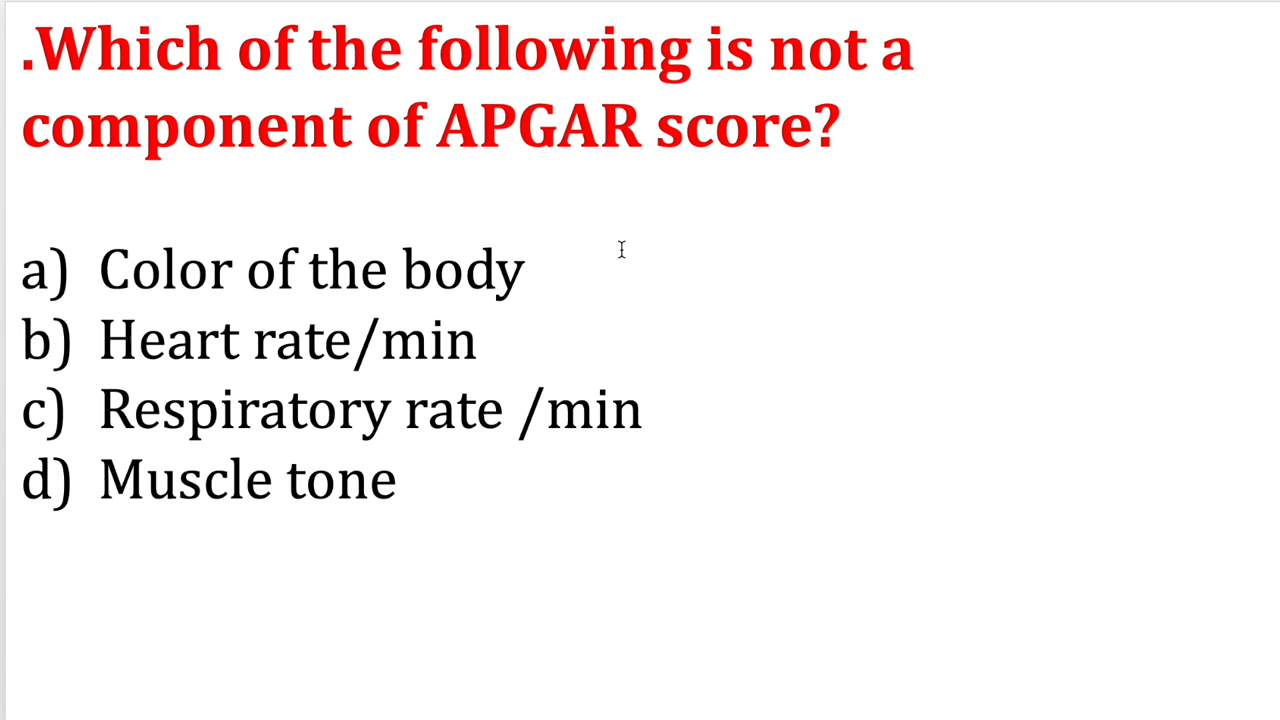 .Which of the following is not a
component of APGAR score?
a) Color of the body
b) Heart rate/min
c) Respiratory rate /min
d) Muscle tone